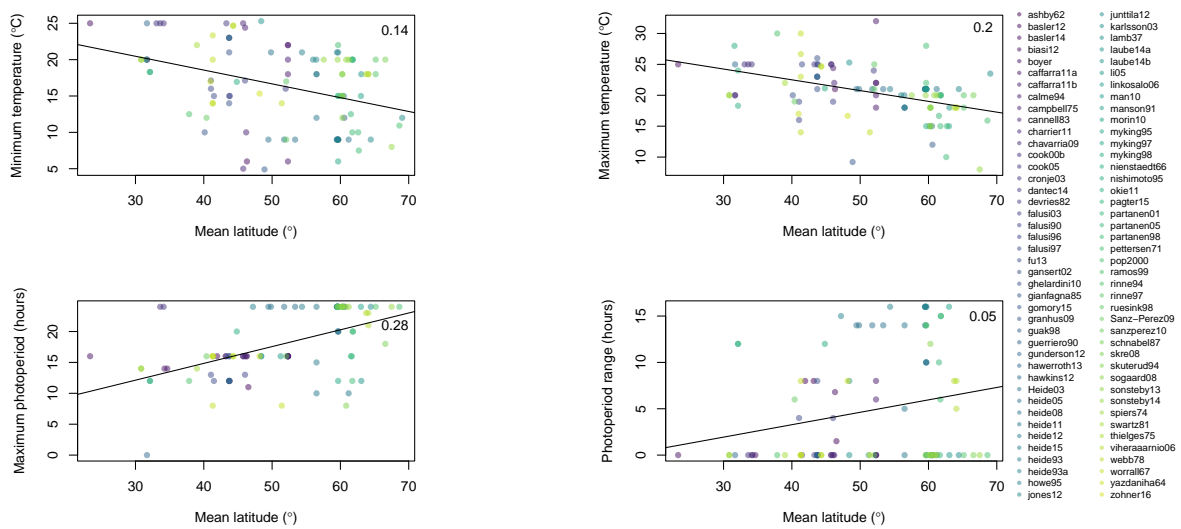 Minimum temperature (°C)
5
10
15
20
25
0.14
30
40
50
60
70
Mean latitude (°)
Maximum temperature (°C)
10
15
20
25
30
0.2
30
40
50
60
70
Mean latitude (°)
Maximum photoperiod (hours)
0
5
10
15
20
0.28
30
40
50
60
70
Mean latitude (°)
Photoperiod range (hours)
0
5
10
15
0.05
30
40
50
60
70
Mean latitude (°)
ashby62
basler12
basler14
biasi12
boyer
caffarra11a
caffarra11b
calme94
campbell75
cannell83
charrier11
chavarria09
cook00b
cook05
cronje03
dantec14
devries82
falusi03
falusi90
falusi96
falusi97
fu13
gansert02
ghelardini10
gianfagna85
gomory15
granhus09
guak98
guerriero90
gunderson12
hawerroth13
hawkins12
Heide03
heide05
heide08
heide11
heide12
heide15
heide93
heide93a
howe95
jones12
junttila12
karlsson03
lamb37
laube14a
laube14b
li05
linkosalo06
man10
manson91
morin10
myking95
myking97
myking98
nienstaedt66
nishimoto95
okie11
pagter15
partanen01
partanen05
partanen98
pettersen71
pop2000
ramos99
rinne94
rinne97
ruesink98
Sanz−Perez09
sanzperez10
schnabel87
skre08
skuterud94
sogaard08
sonsteby13
sonsteby14
spiers74
swartz81
thielges75
viheraaarnio06
webb78
worrall67
yazdaniha64
zohner16